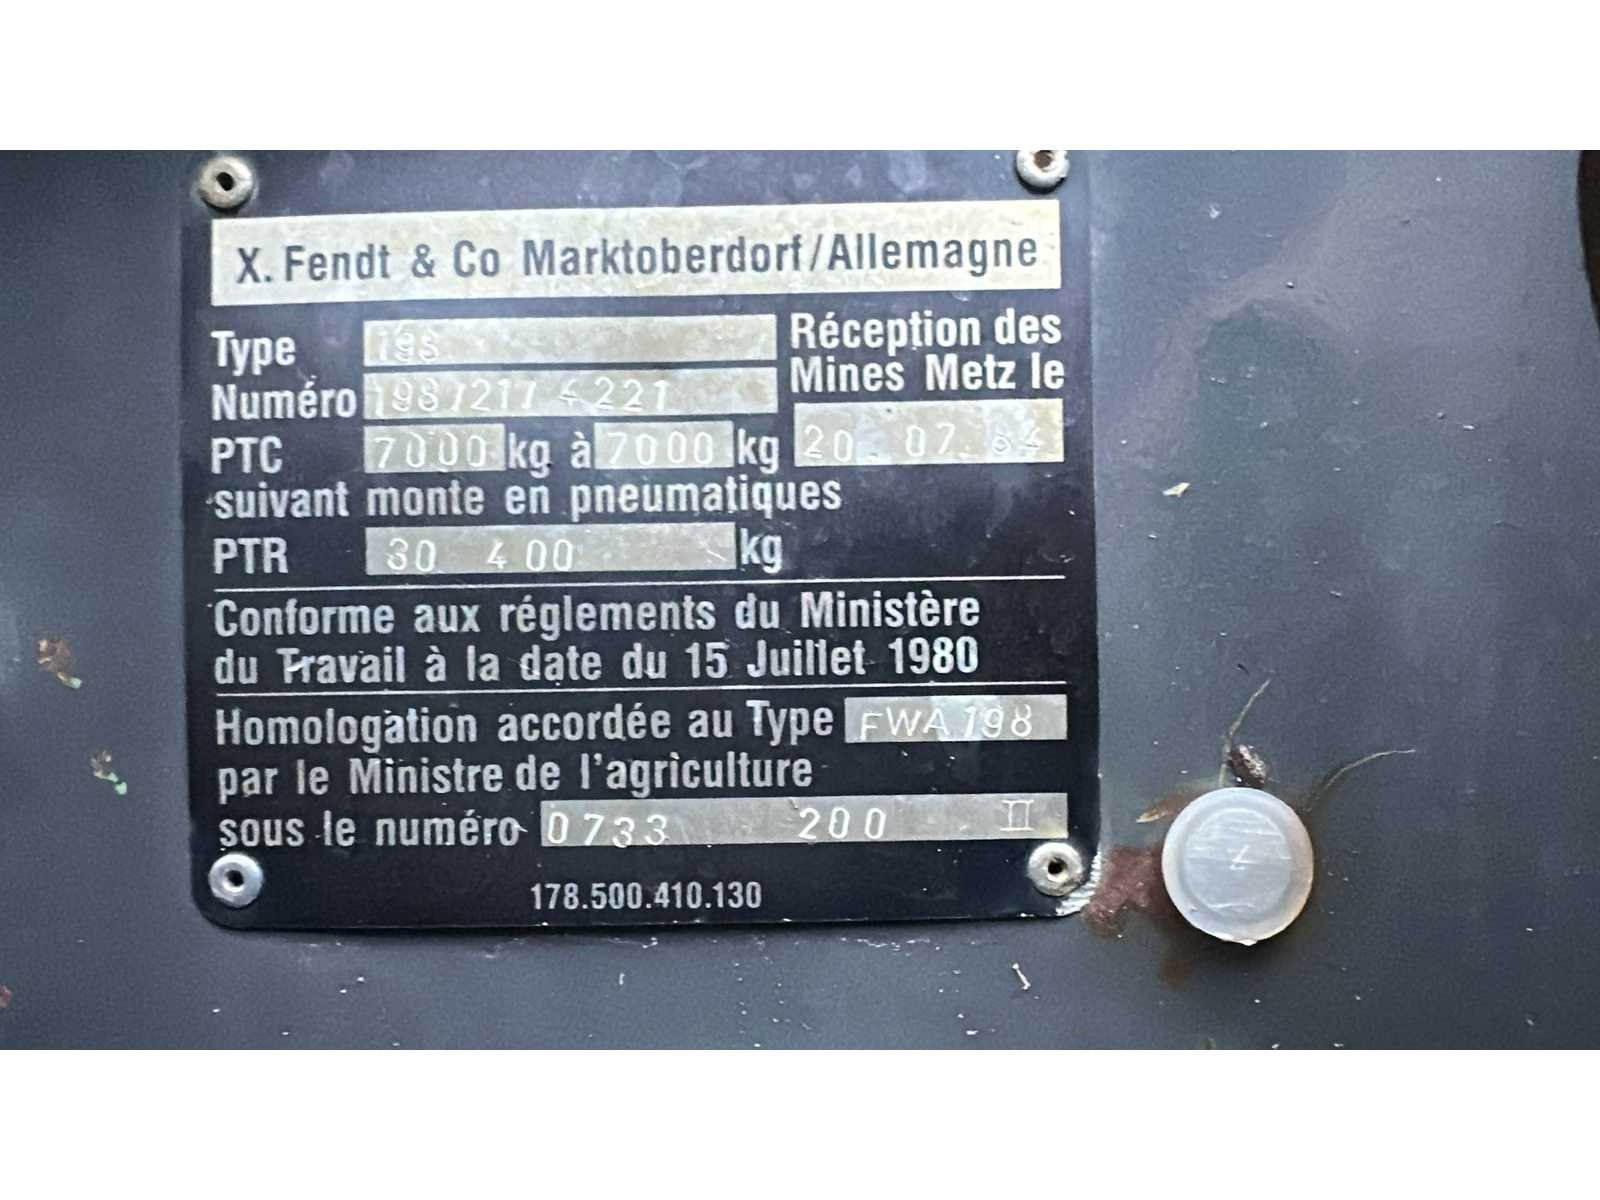 X. Fendt & Co Marktoberdorf/Allemagne
Type 198
Numéro 198/21/4221
PTC 7000 kg à 7000 kg
suivant monte en pneumatiques
PTR 30 400 kg
Réception des
Mines Metz le
20.07.84
Conforme aux réglements du Ministère
du Travail à la date du 15 Juillet 1980
Homologation accordée au Type FWA198
par le Ministre de l'agriculture
sous le numéro 0733 200 II
178.500.410.130